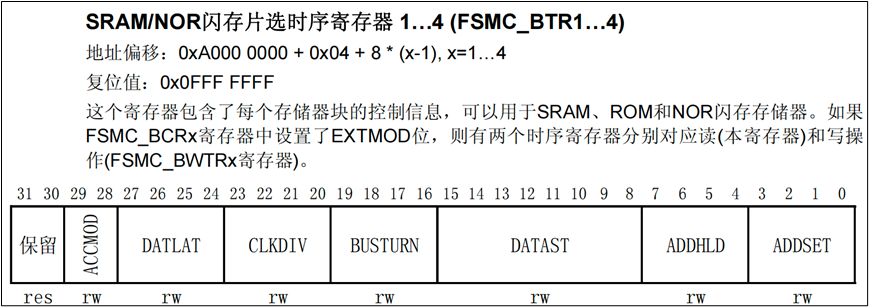 SRAM/NOR闪存片选时序寄存器 1…4 (FSMC_BTR1…4)
地址偏移：0xA000 0000 + 0x04 + 8 * (x-1), x=1…4
复位值：0x0FFF FFFF
这个寄存器包含了每个存储器块的控制信息，可以用于SRAM、ROM和NOR闪存存储器。如果
FSMC_BCRx寄存器中设置了EXTMOD位，则有两个时序寄存器分别对应读(本寄存器)和写操
作(FSMC_BWTRx寄存器)。
31 30 29 28 27 26 25 24 23 22 21 20 19 18 17 16 15 14 13 12 11 10 9 8 7 6 5 4 3 2 1 0
保留 ACCMOD DATLAT CLKDIV BUSTURN DATAST ADDHLD ADDSET
res rw rw rw rw rw rw rw